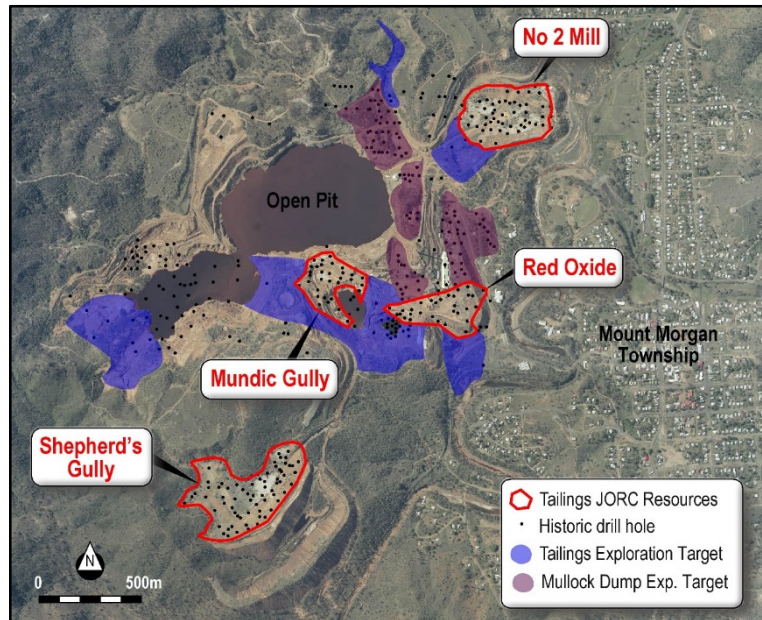 No 2 Mill
Open Pit
Red Oxide
Mount Morgan
Township
Mundic Gully
Shepherd's
Gully
N
0 500m
Tailings JORC Resources
Historic drill hole
Tailings Exploration Target
Mullock Dump Exp. Target